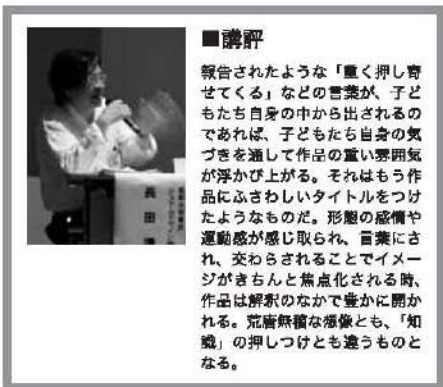 ■講評
報告されたような「重く押し寄
せてくる」などの言葉が、子ど
もたち自身の中から出されるの
であれば、子どもたち自身の気
づきを通して作品の重い雰囲気
が浮かび上がる。それはもう作
品にふさわしいタイトルをつけ
たようなものだ。形態の感情や
運動感が感じ取られ、言葉にさ
れ、交わらされることでイメー
ジがきちんと焦点化される時、
作品は解釈のなかで豊かに開か
れる。荒唐無稽な想像とも、「知
識」の押しつけとも違うものと
なる。
長田